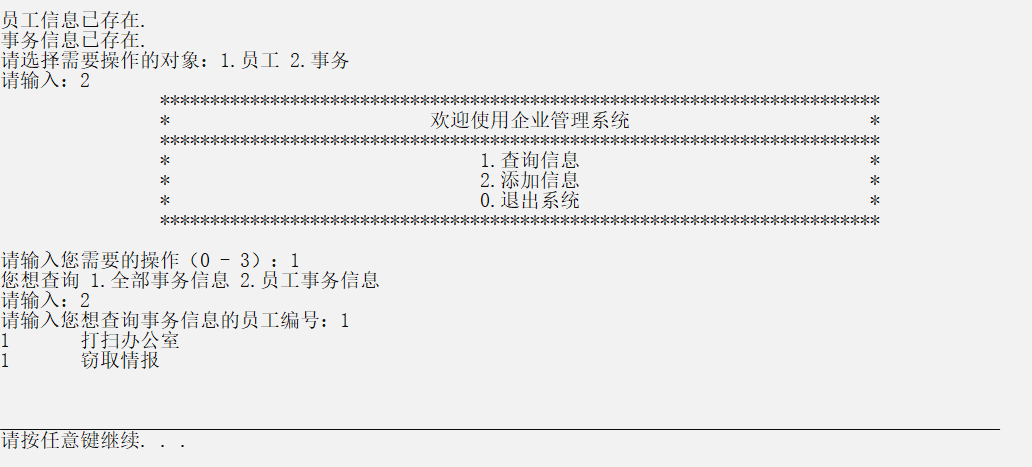 员工信息已存在.
事务信息已存在.
请选择需要操作的对象：1.员工 2.事务
请输入：2
************************************************************************
* 欢迎使用企业管理系统 *
************************************************************************
* 1.查询信息 *
* 2.添加信息 *
* 0.退出系统 *
************************************************************************
请输入您需要的操作（0 - 3）：1
您想查询 1.全部事务信息 2.员工事务信息
请输入：2
请输入您想查询事务信息的员工编号：1
1 打扫办公室
1 窃取情报
请按任意键继续. . .